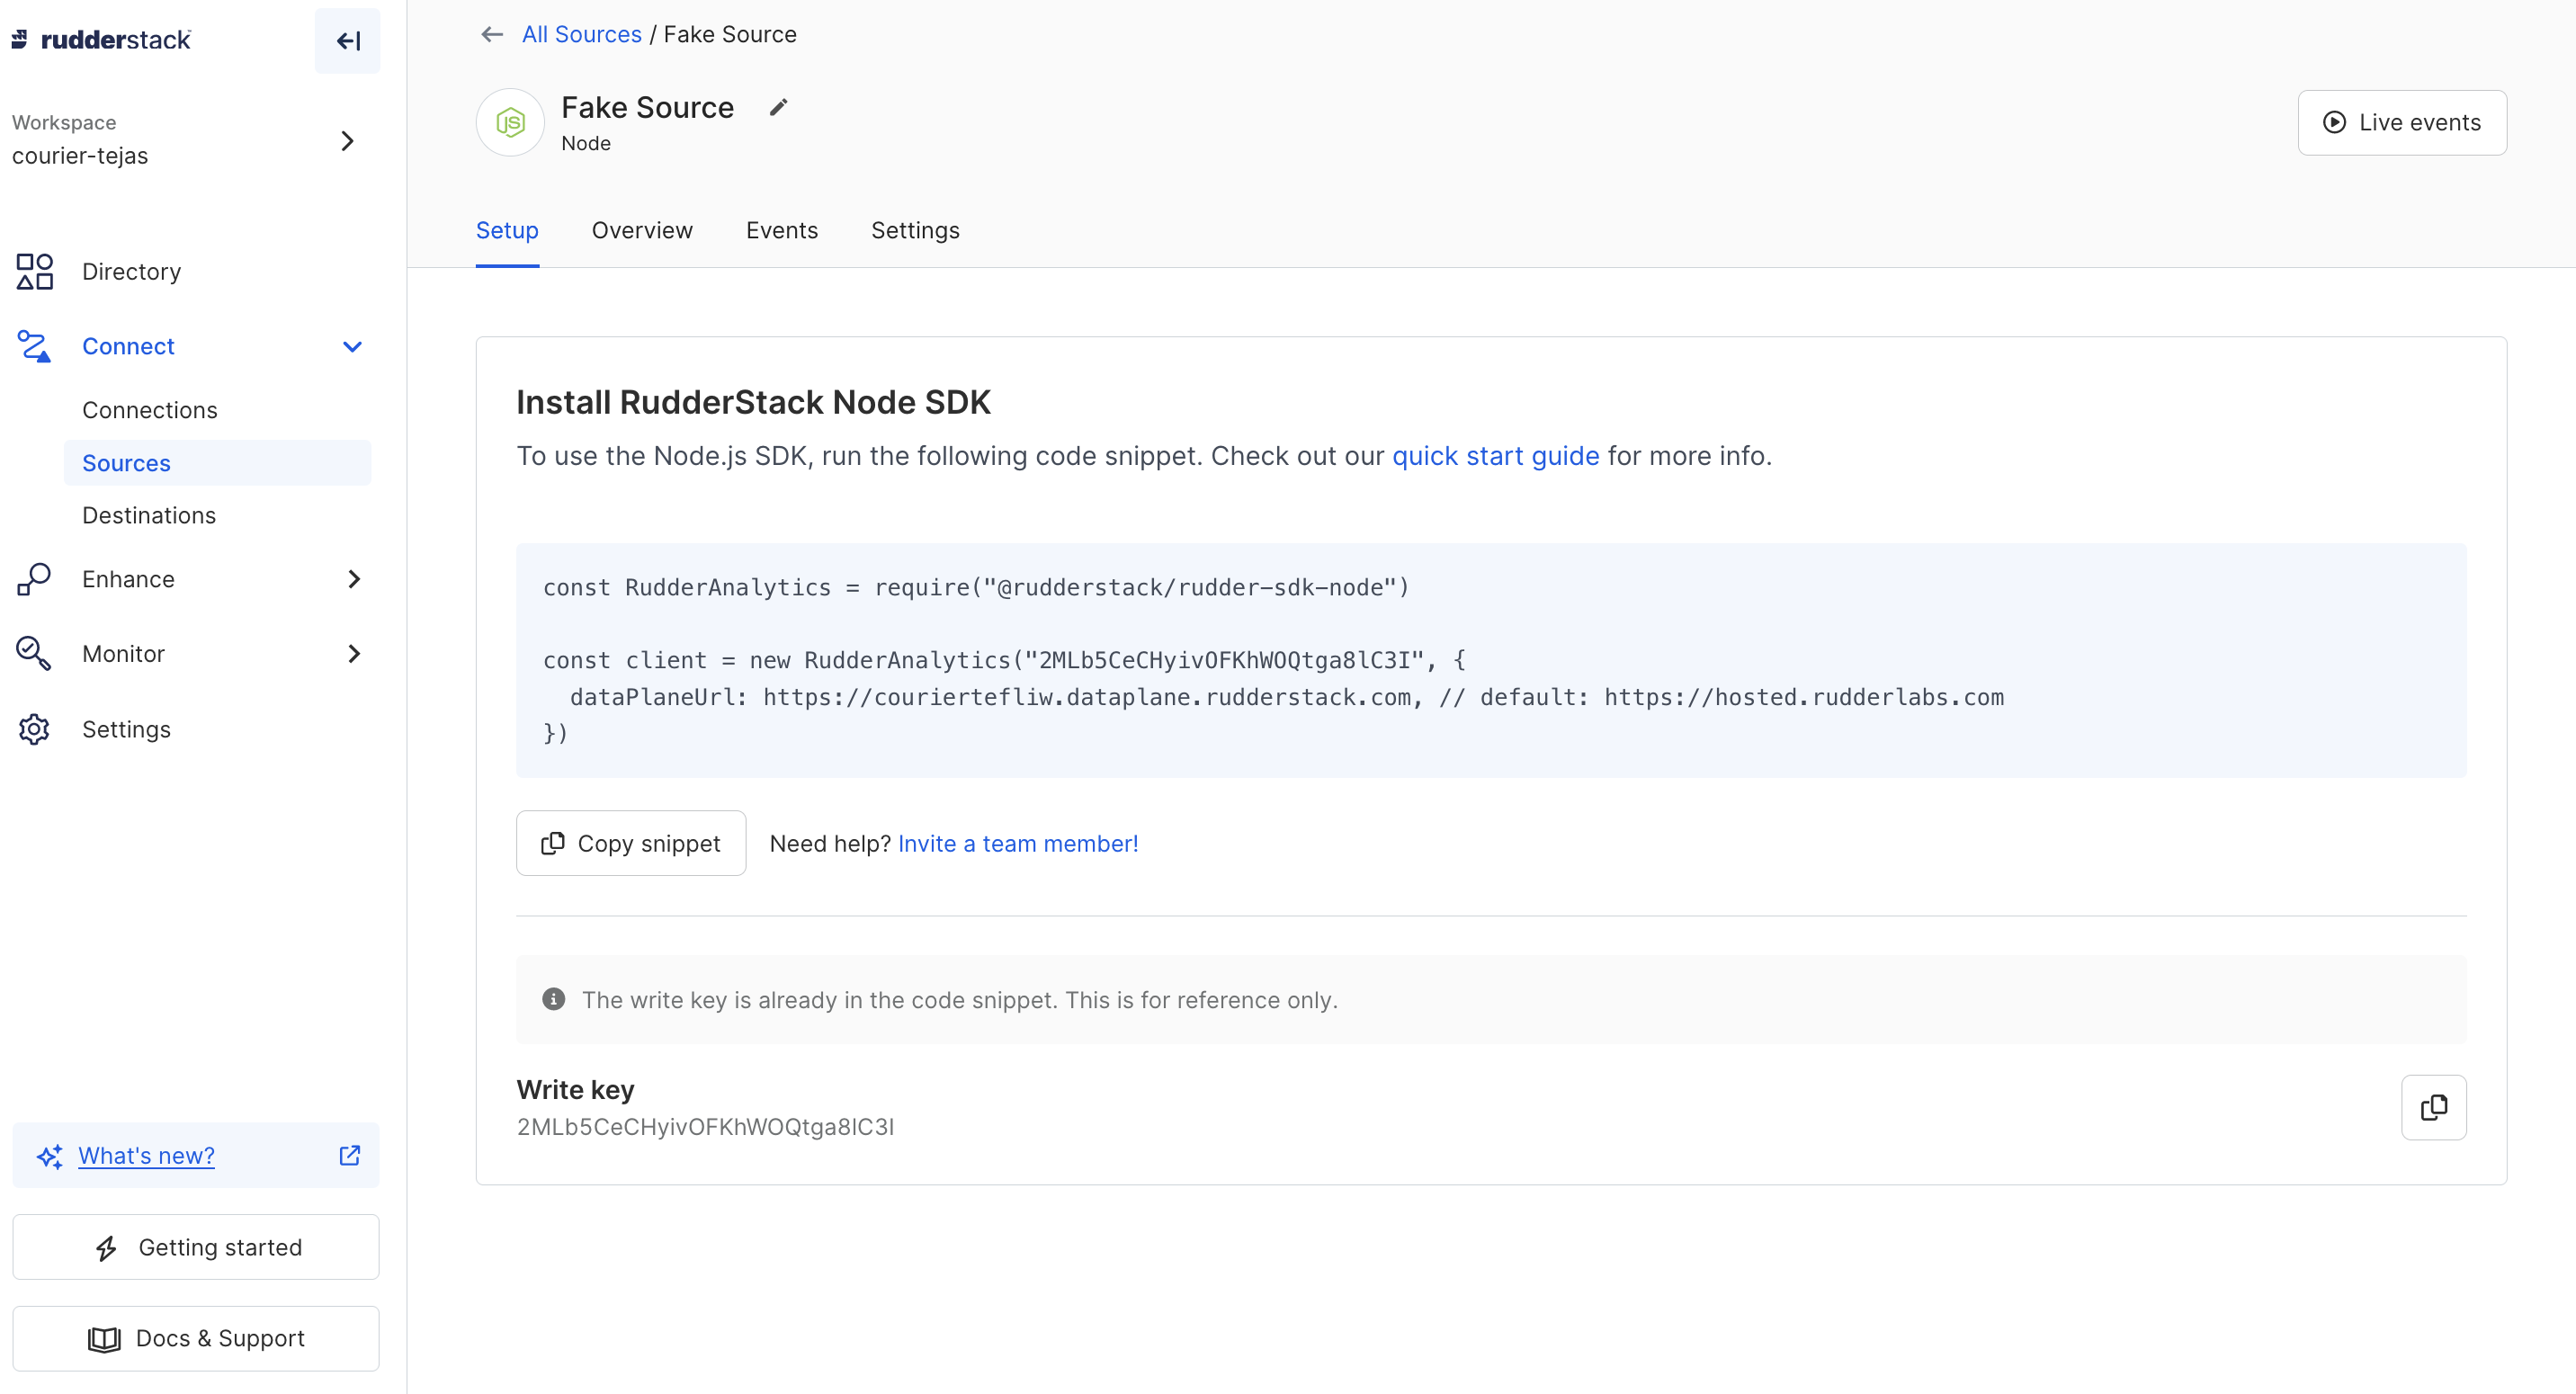 rudderstack
Workspace
courier-tejas
Directory
Connect
Connections
Sources
Destinations
Enhance
Monitor
Settings
What's new?
Getting started
Docs & Support
All Sources / Fake Source
JS
Fake Source
Node
Live events
Setup Overview Events Settings
Install RudderStack Node SDK
To use the Node.js SDK, run the following code snippet. Check out our quick start guide for more info.
const RudderAnalytics = require("@rudderstack/rudder-sdk-node")
const client = new RudderAnalytics("2MLb5CeCHyivOFKhWOQtga8lC3I", {
dataPlaneUrl: https://couriertefliw.dataplane.rudderstack.com, // default: https://hosted.rudderlabs.com
})
Copy snippet
Need help? Invite a team member!
The write key is already in the code snippet. This is for reference only.
Write key
2MLb5CeCHyivOFKhWOQtga8lC3I